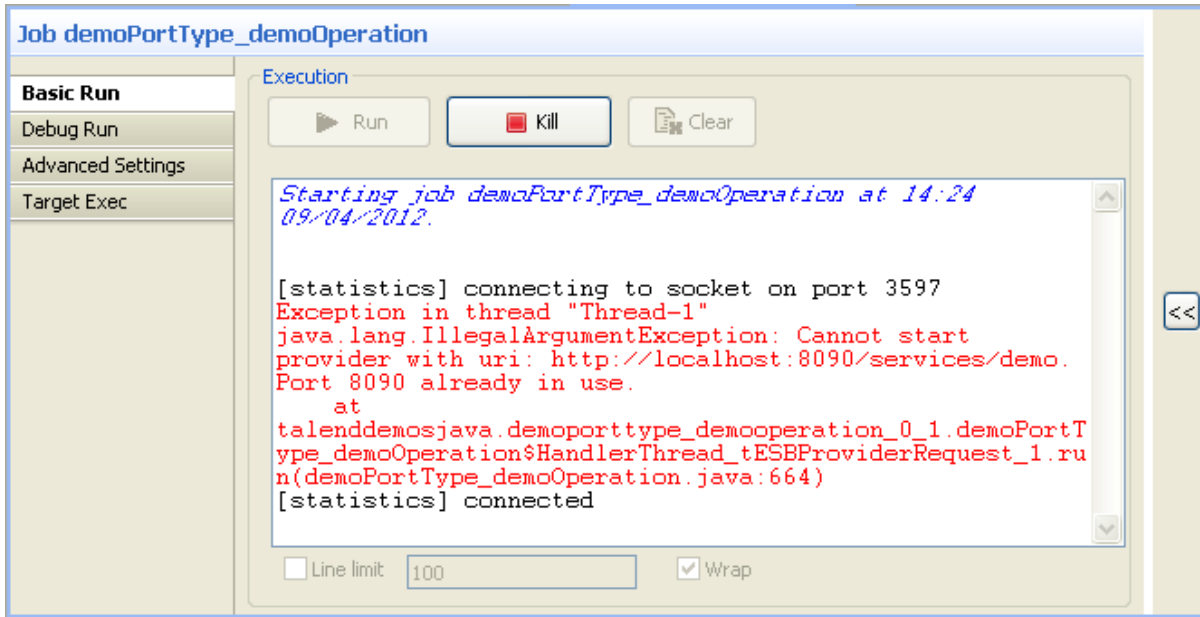 Job demoPortType_demoOperation
Basic Run
Debug Run
Advanced Settings
Target Exec
Execution
Run
Kill
Clear
Starting job demoPortType_demoOperation at 14:24
09/04/2012.
[statistics] connecting to socket on port 3597
Exception in thread "Thread-1"
java.lang.IllegalArgumentException: Cannot start
provider with uri: http://localhost:8090/services/demo.
Port 8090 already in use.
at
talenddemosjava.demoporttype_demooperation_0_1.demoPortT
ype_demoOperation$HandlerThread_tESBProviderRequest_1.ru
n(demoPortType_demoOperation.java:664)
[statistics] connected
Line limit
100
Wrap
<<